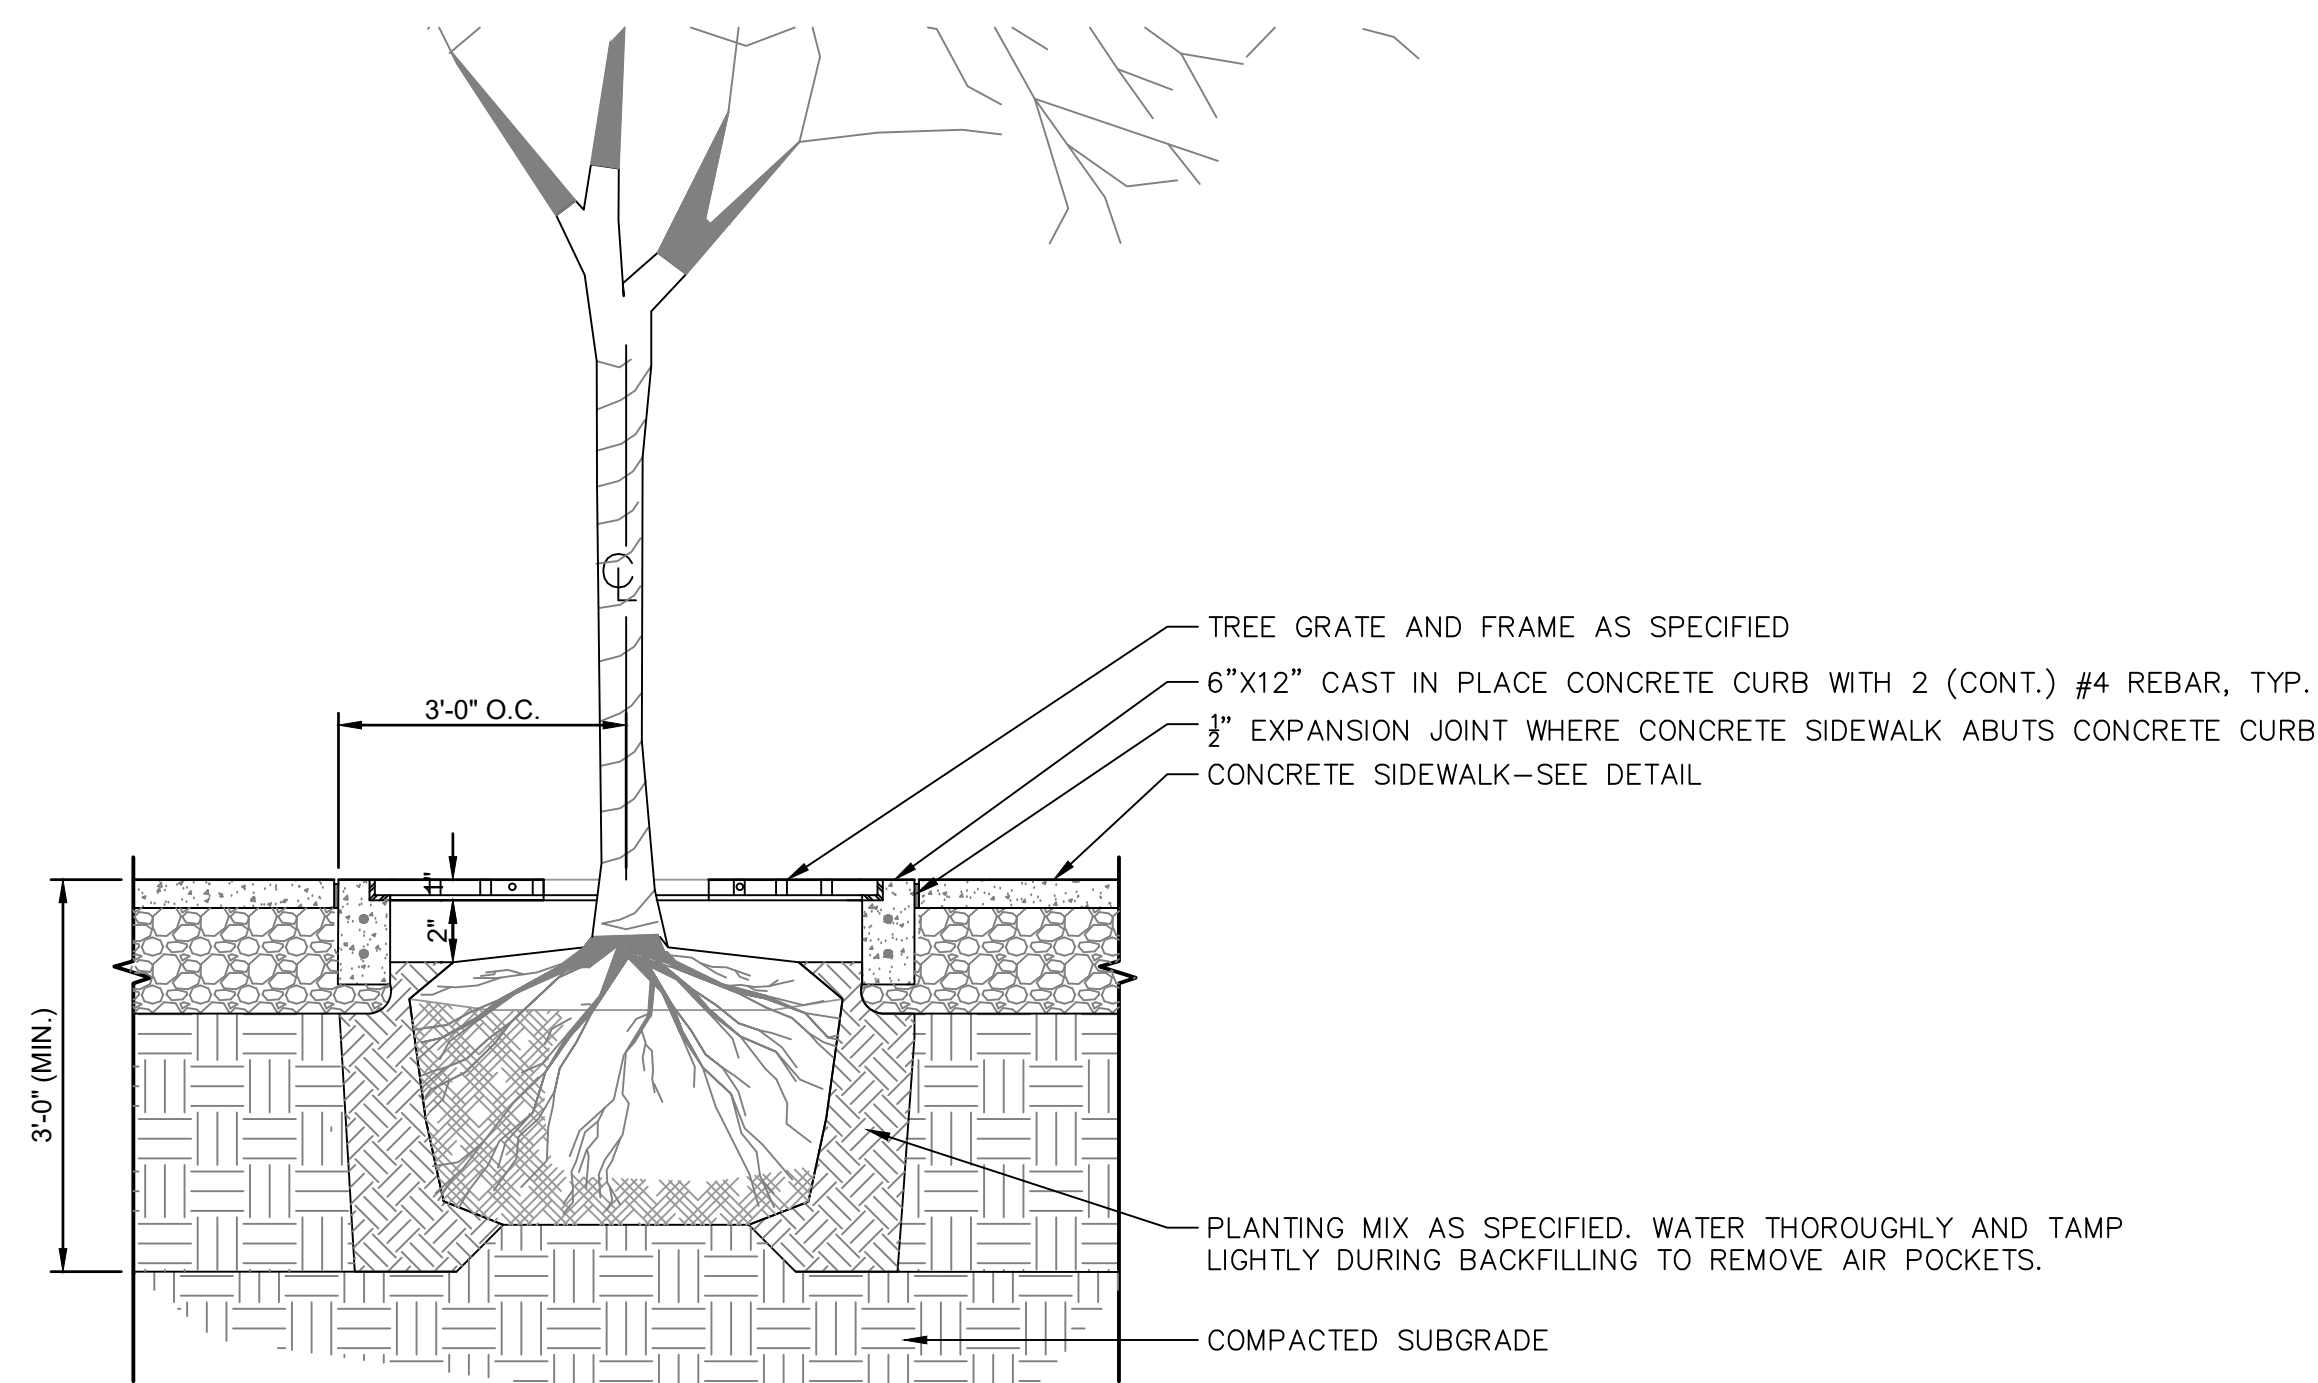 TREE GRATE AND FRAME AS SPECIFIED
6"X12" CAST IN PLACE CONCRETE CURB WITH 2 (CONT.) #4 REBAR, TYP.
½" EXPANSION JOINT WHERE CONCRETE SIDEWALK ABUTS CONCRETE CURB
CONCRETE SIDEWALK-SEE DETAIL
CL
3'-0" O.C.
1"
2"
3'-0" (MIN.)
PLANTING MIX AS SPECIFIED. WATER THOROUGHLY AND TAMP
LIGHTLY DURING BACKFILLING TO REMOVE AIR POCKETS.
COMPACTED SUBGRADE